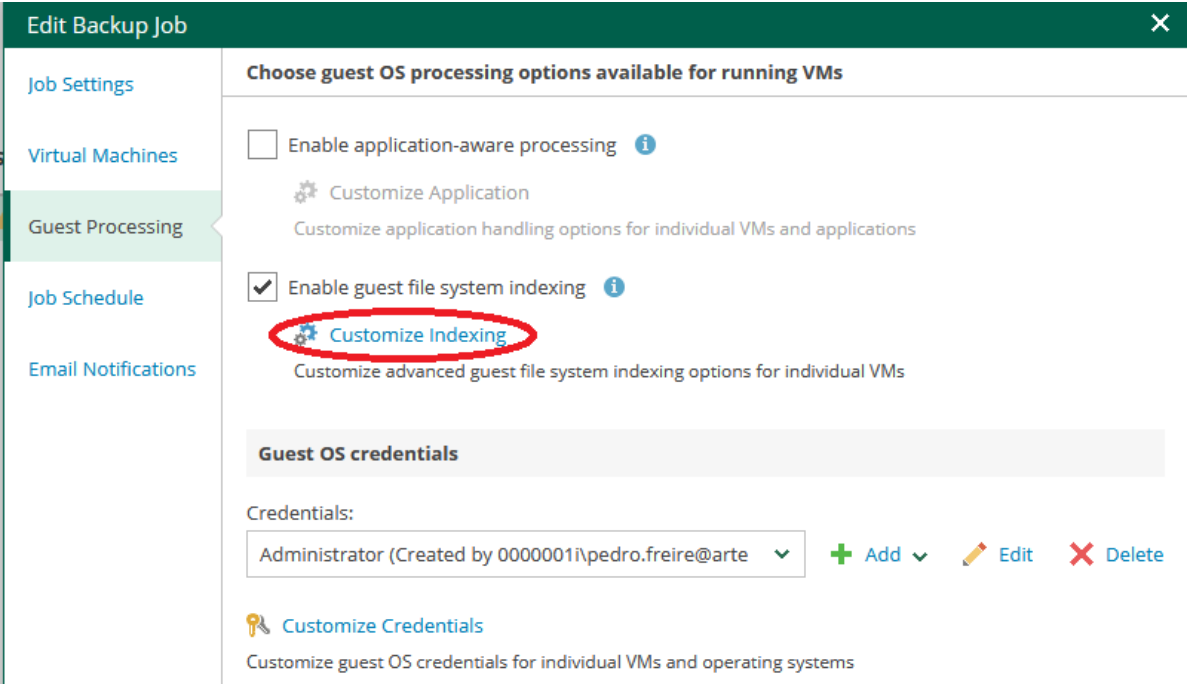 Edit Backup Job
Job Settings
Virtual Machines
Guest Processing
Job Schedule
Email Notifications
Choose guest OS processing options available for running VMs
Enable application-aware processing
Customize Application
Customize application handling options for individual VMs and applications
Enable guest file system indexing
Customize Indexing
Customize advanced guest file system indexing options for individual VMs
Guest OS credentials
Credentials:
Administrator (Created by 0000001i\pedro.freire@arte
Add
Edit
Delete
Customize Credentials
Customize guest OS credentials for individual VMs and operating systems